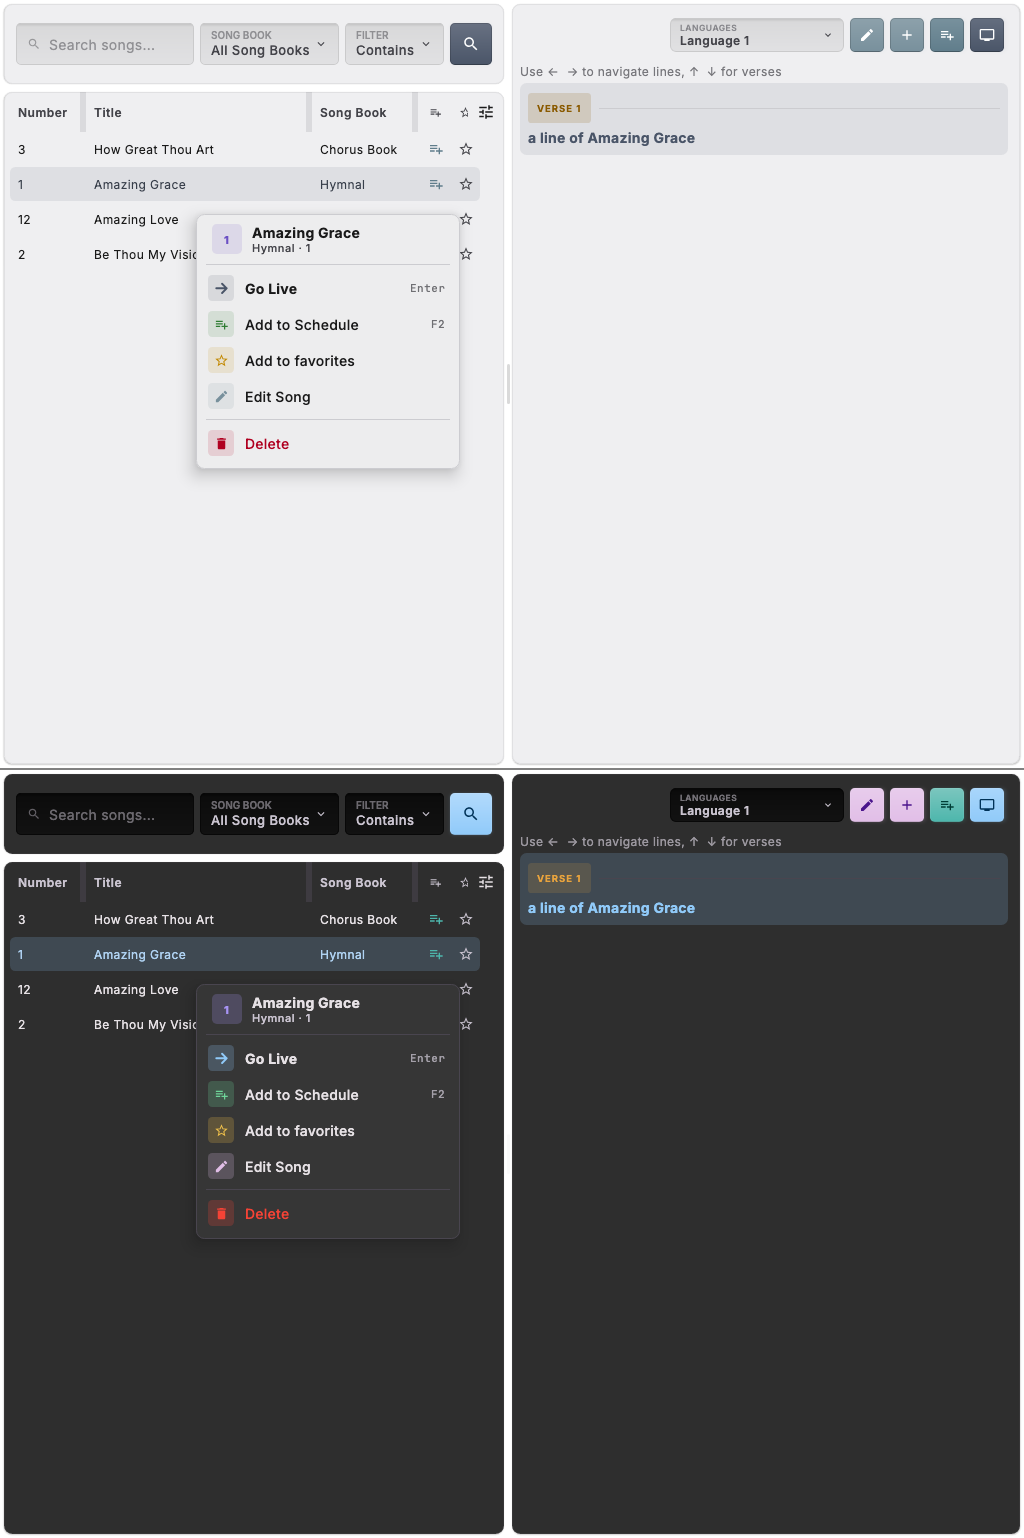 Search songs...
SONG BOOK
All Song Books
FILTER
Contains
LANGUAGES
Language 1
Use ← → to navigate lines, ↑ ↓ for verses
VERSE 1
a line of Amazing Grace
Number Title Song Book
3 How Great Thou Art Chorus Book
1 Amazing Grace Hymnal
12 Amazing Love
2 Be Thou My
1
Amazing Grace
Hymnal · 1
Go Live Enter
Add to Schedule F2
Add to favorites
Edit Song
Delete
Search songs...
SONG BOOK
All Song Books
FILTER
Contains
LANGUAGES
Language 1
Use ← → to navigate lines, ↑ ↓ for verses
VERSE 1
a line of Amazing Grace
Number Title Song Book
3 How Great Thou Art Chorus Book
1 Amazing Grace Hymnal
12 Amazing Love
2 Be Thou My
1
Amazing Grace
Hymnal · 1
Go Live Enter
Add to Schedule F2
Add to favorites
Edit Song
Delete